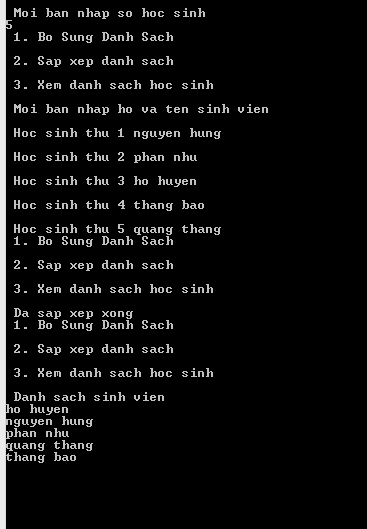 Moi ban nhap so hoc sinh
5
1. Bo Sung Danh Sach
2. Sap xep danh sach
3. Xem danh sach hoc sinh
Moi ban nhap ho va ten sinh vien
Hoc sinh thu 1 nguyen hung
Hoc sinh thu 2 phan nhu
Hoc sinh thu 3 ho huyen
Hoc sinh thu 4 thang bao
Hoc sinh thu 5 quang thang
1. Bo Sung Danh Sach
2. Sap xep danh sach
3. Xem danh sach hoc sinh
Da sap xep xong
1. Bo Sung Danh Sach
2. Sap xep danh sach
3. Xem danh sach hoc sinh
Danh sach sinh vien
ho huyen
nguyen hung
phan nhu
quang thang
thang bao